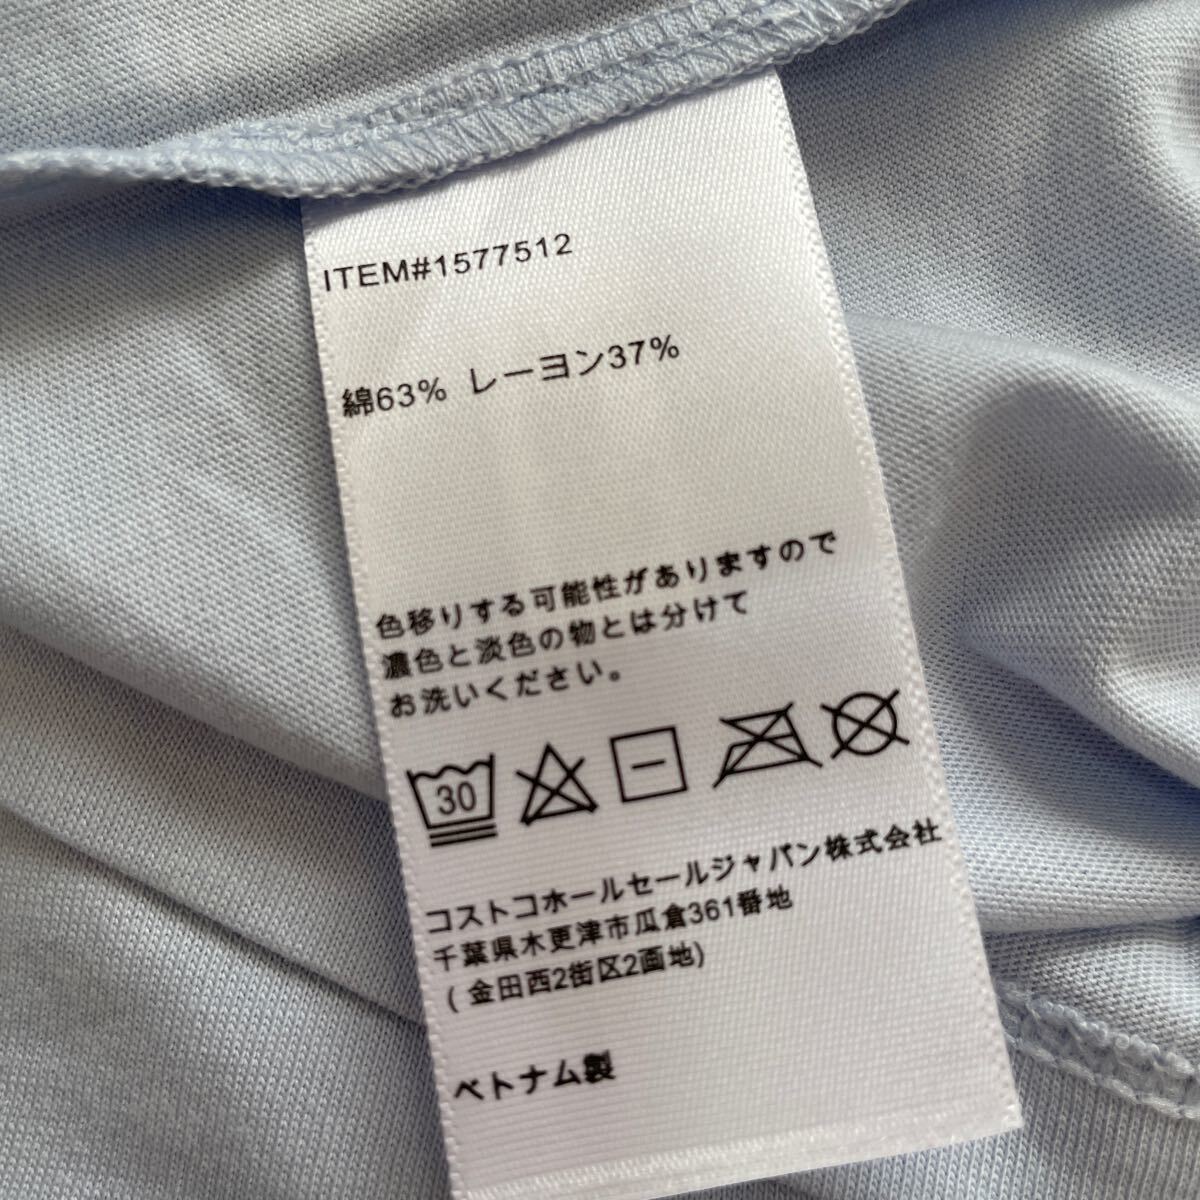 ITEM#1577512
綿63% レーヨン37%
色移りする可能性がありますので
濃色と淡色の物とは分けて
お洗いください。
30
コストコホールセールジャパン株式会社
千葉県木更津市瓜倉361番地
(金田西2街区2画地)
ベトナム製